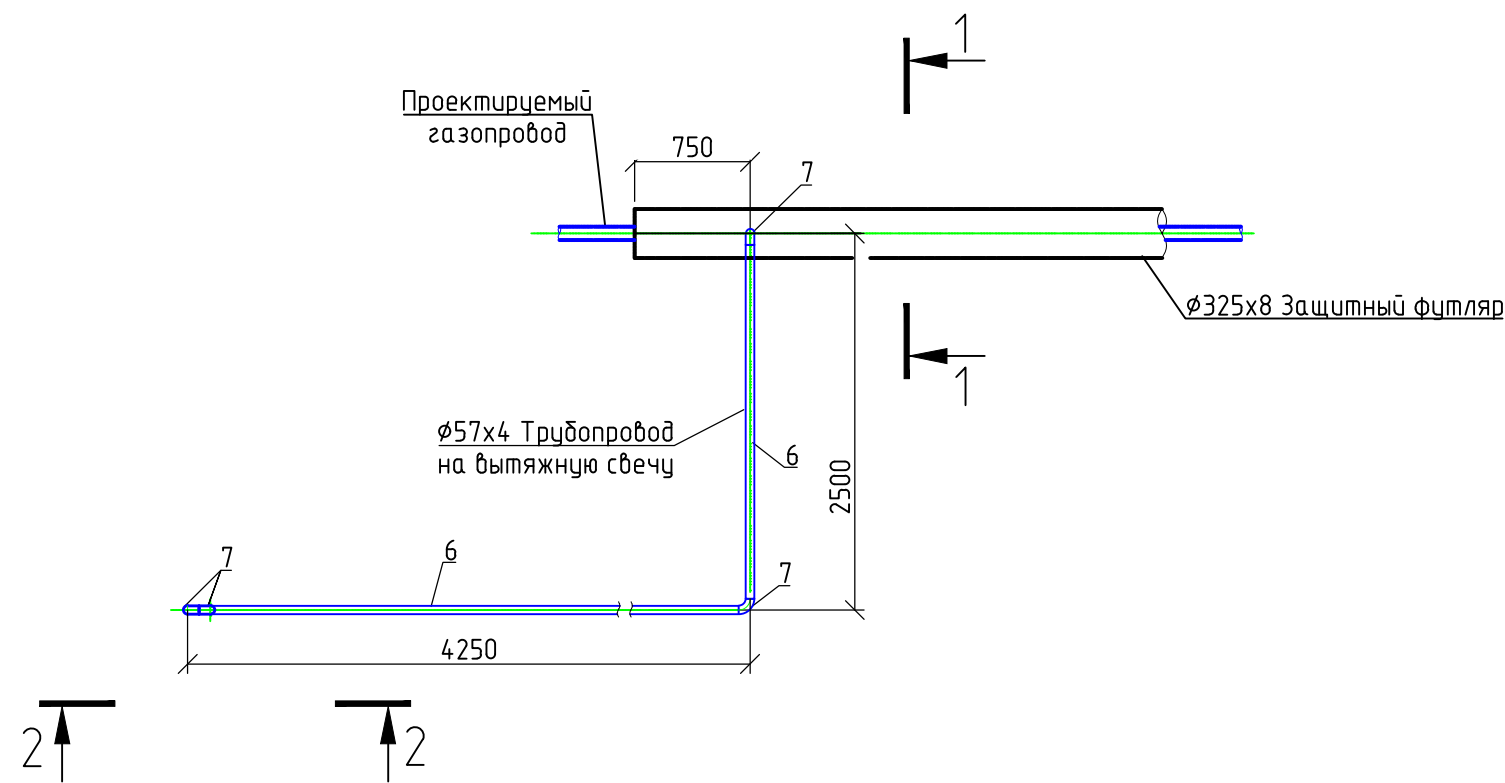 1
Проектируемый
газопровод
750
7
Ø325x8 Защитный футляр
1
Ø57x4 Трубопровод
на вытяжную свечу
6
2500
7
6
7
4250
2
2